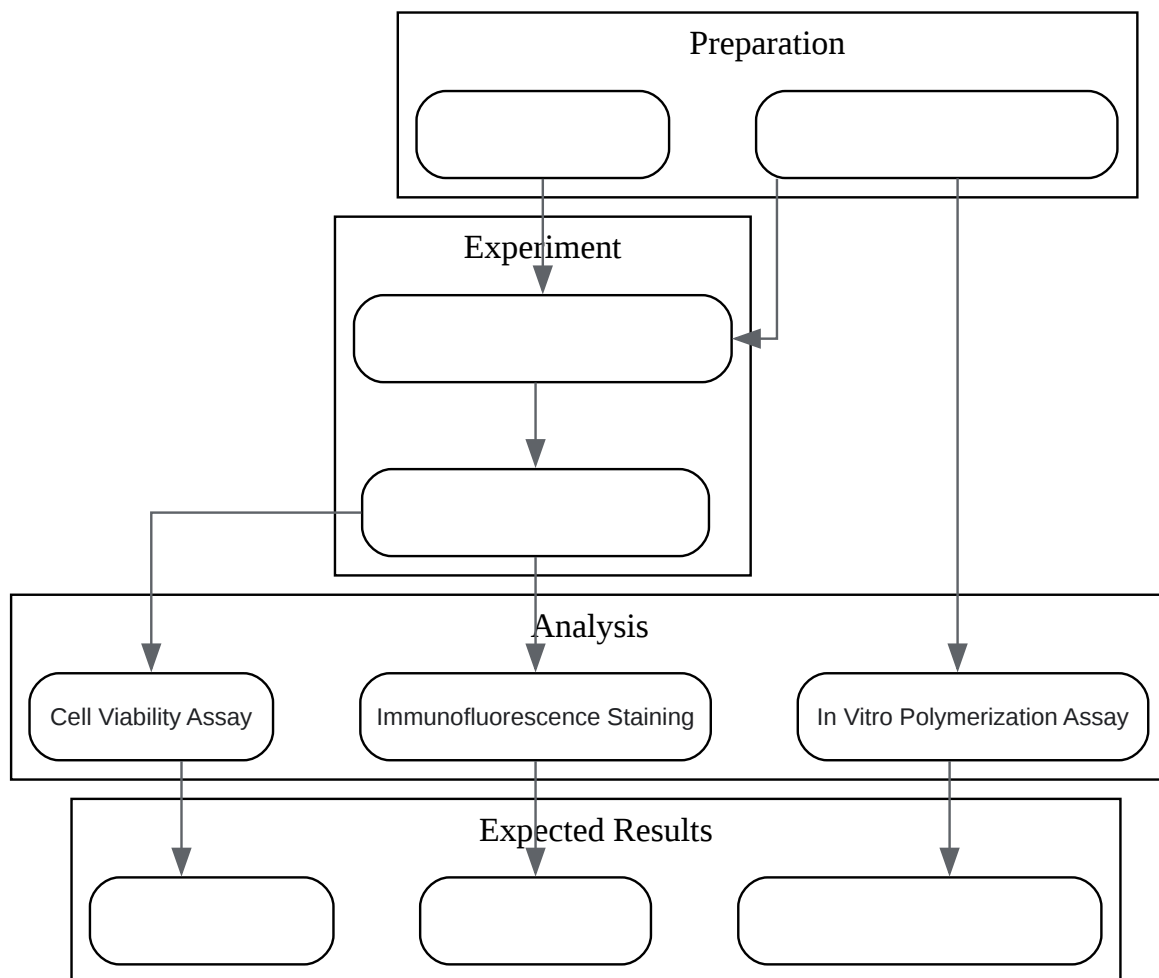 Preparation
Experiment
Analysis
Cell Viability Assay
Immunofluorescence Staining
In Vitro Polymerization Assay
Expected Results